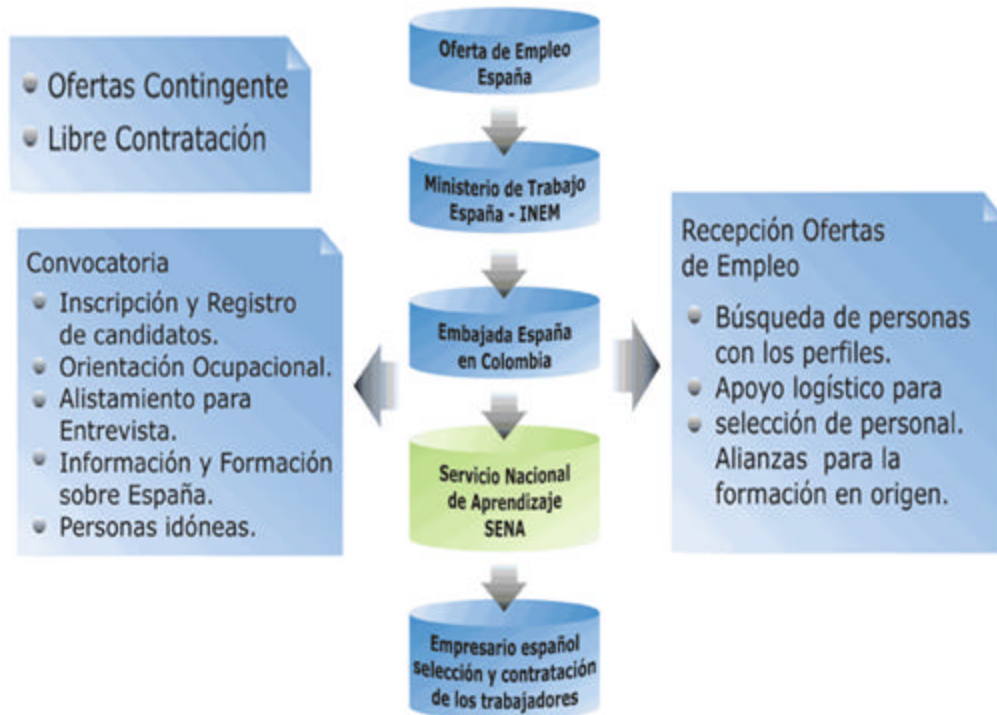 Oferta de Empleo
España
Ofertas Contingente
Libre Contratación
Ministerio de Trabajo
España - INEM
Embajada España
en Colombia
Convocatoria
Inscripción y Registro
de candidatos.
Orientación Ocupacional.
Alistamiento para
Entrevista.
Información y Formación
sobre España.
Personas idóneas.
Recepción Ofertas
de Empleo
Búsqueda de personas
con los perfiles.
Apoyo logístico para
selección de personal.
Alianzas para la
formación en origen.
Servicio Nacional
de Aprendizaje
SENA
Empresario español
selección y contratación
de los trabajadores